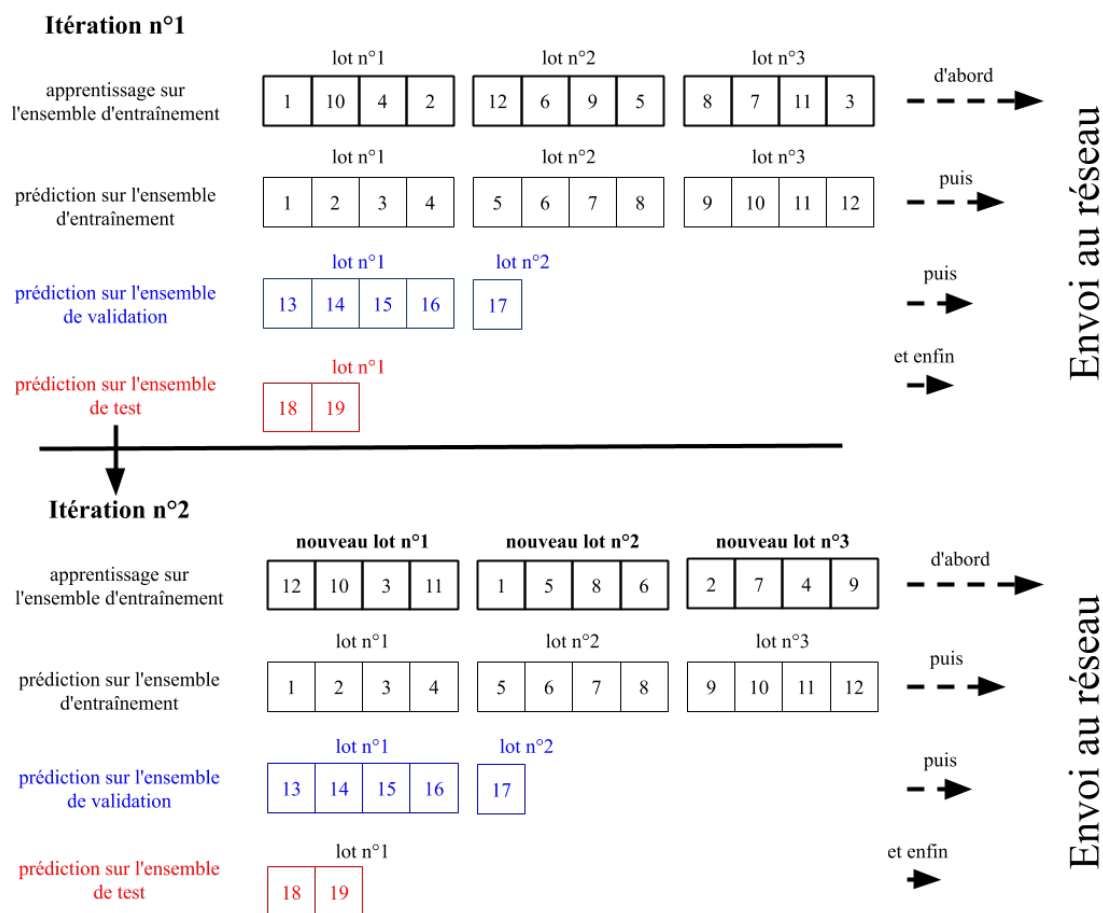 Itération n°1
lot n°1 lot n°2 lot n°3
apprentissage sur
l'ensemble d'entraînement
1 10 4 2 12 6 9 5 8 7 11 3
d'abord
lot n°1 lot n°2 lot n°3
prédiction sur l'ensemble
d'entraînement
1 2 3 4 5 6 7 8 9 10 11 12
puis
lot n°1 lot n°2
prédiction sur l'ensemble
de validation
13 14 15 16 17
puis
lot n°1
prédiction sur l'ensemble
de test
18 19
et enfin
Envoi au réseau
Itération n°2
nouveau lot n°1 nouveau lot n°2 nouveau lot n°3
apprentissage sur
l'ensemble d'entraînement
12 10 3 11 1 5 8 6 2 7 4 9
d'abord
lot n°1 lot n°2 lot n°3
prédiction sur l'ensemble
d'entraînement
1 2 3 4 5 6 7 8 9 10 11 12
puis
lot n°1 lot n°2
prédiction sur l'ensemble
de validation
13 14 15 16 17
puis
lot n°1
prédiction sur l'ensemble
de test
18 19
et enfin
Envoi au réseau